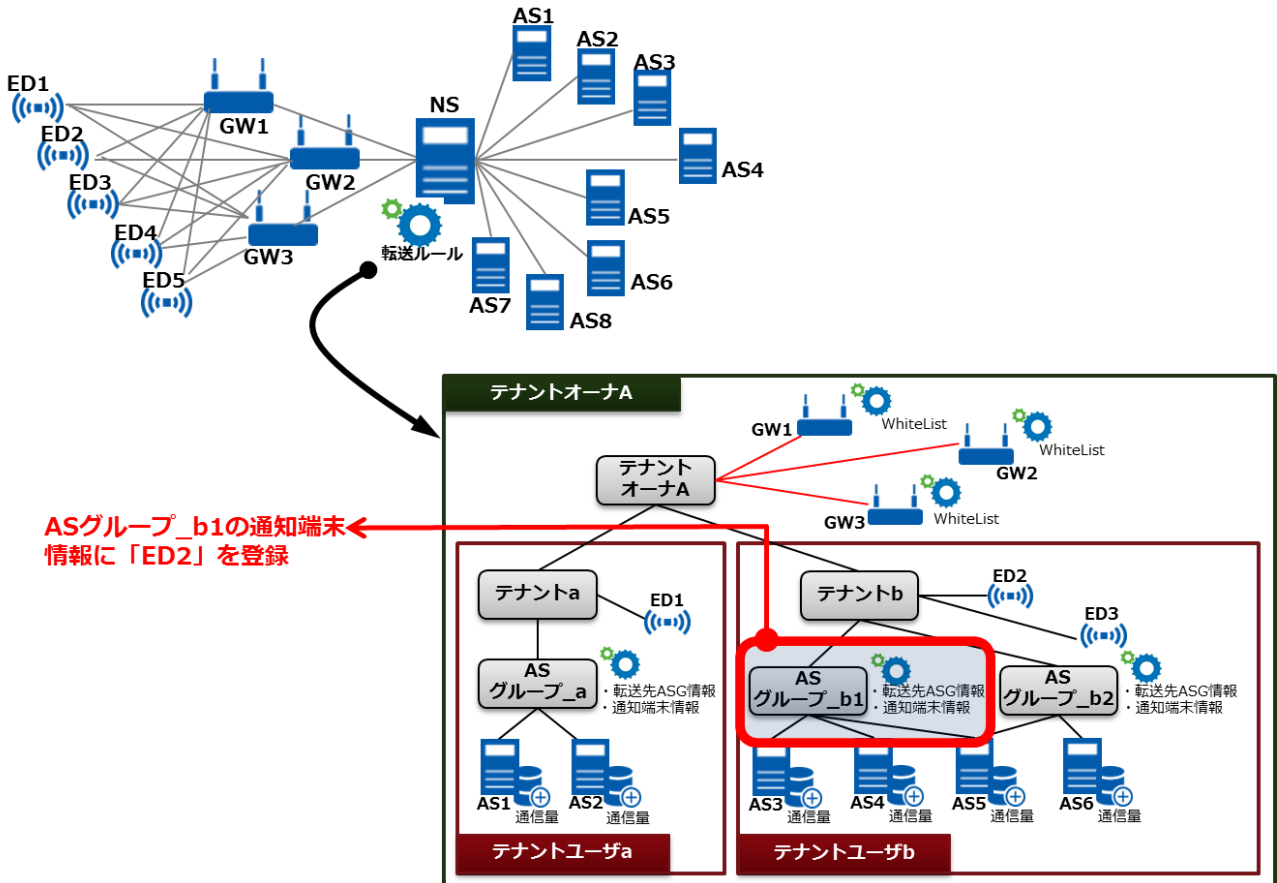 AS1
AS2
AS3
ED1
NS
GW1
ED2
AS4
GW2
ED3
AS5
ED4
転送ルール
GW3
ED5
AS6
AS7
AS8
テナントオーナA
GW1
WhiteList
WhiteList
GW2
テナント
オーナA
GW3
WhiteList
ASグループ_b1の通知端末
情報に「ED2」を登録
テナントa
ED1
テナントb
ED2
ED3
AS
グループ_a
・転送先ASG情報
・通知端末情報
AS
グループ_b1
・転送先ASG情報
・通知端末情報
AS
グループ_b2
・転送先ASG情報
・通知端末情報
AS1
通信量
AS2
通信量
AS3
通信量
AS4
通信量
AS5
通信量
AS6
通信量
テナントユーザa
テナントユーザb